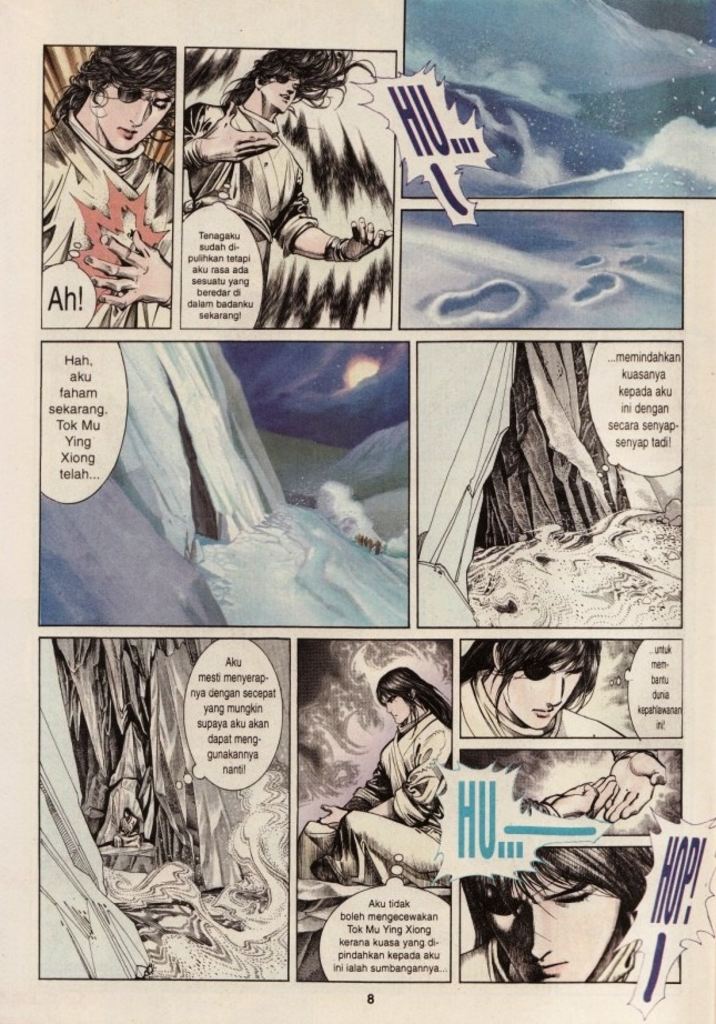 Ah!
Tenagaku
sudah di-
pulihkan tetapi
aku rasa ada
sesuatu yang
beredar di
dalam badanku
sekarang!
HU...
Hah,
aku
faham
sekarang.
Tok Mu
Ying
Xiong
telah...
...memindahkan
kuasanya
kepada aku
ini dengan
secara senyap-
senyap tadi!
Aku
mesti menyerap-
nya dengan secepat
yang mungkin
supaya aku akan
dapat meng-
gunakannya
nanti!
Aku tidak
boleh mengecewakan
Tok Mu Ying Xiong
kerana kuasa yang di-
pindahkan kepada aku
ini ialah sumbangannya...
...untuk
mem-
bantu
dunia
kepahlawanan
ini!
HU...
HOP!
8